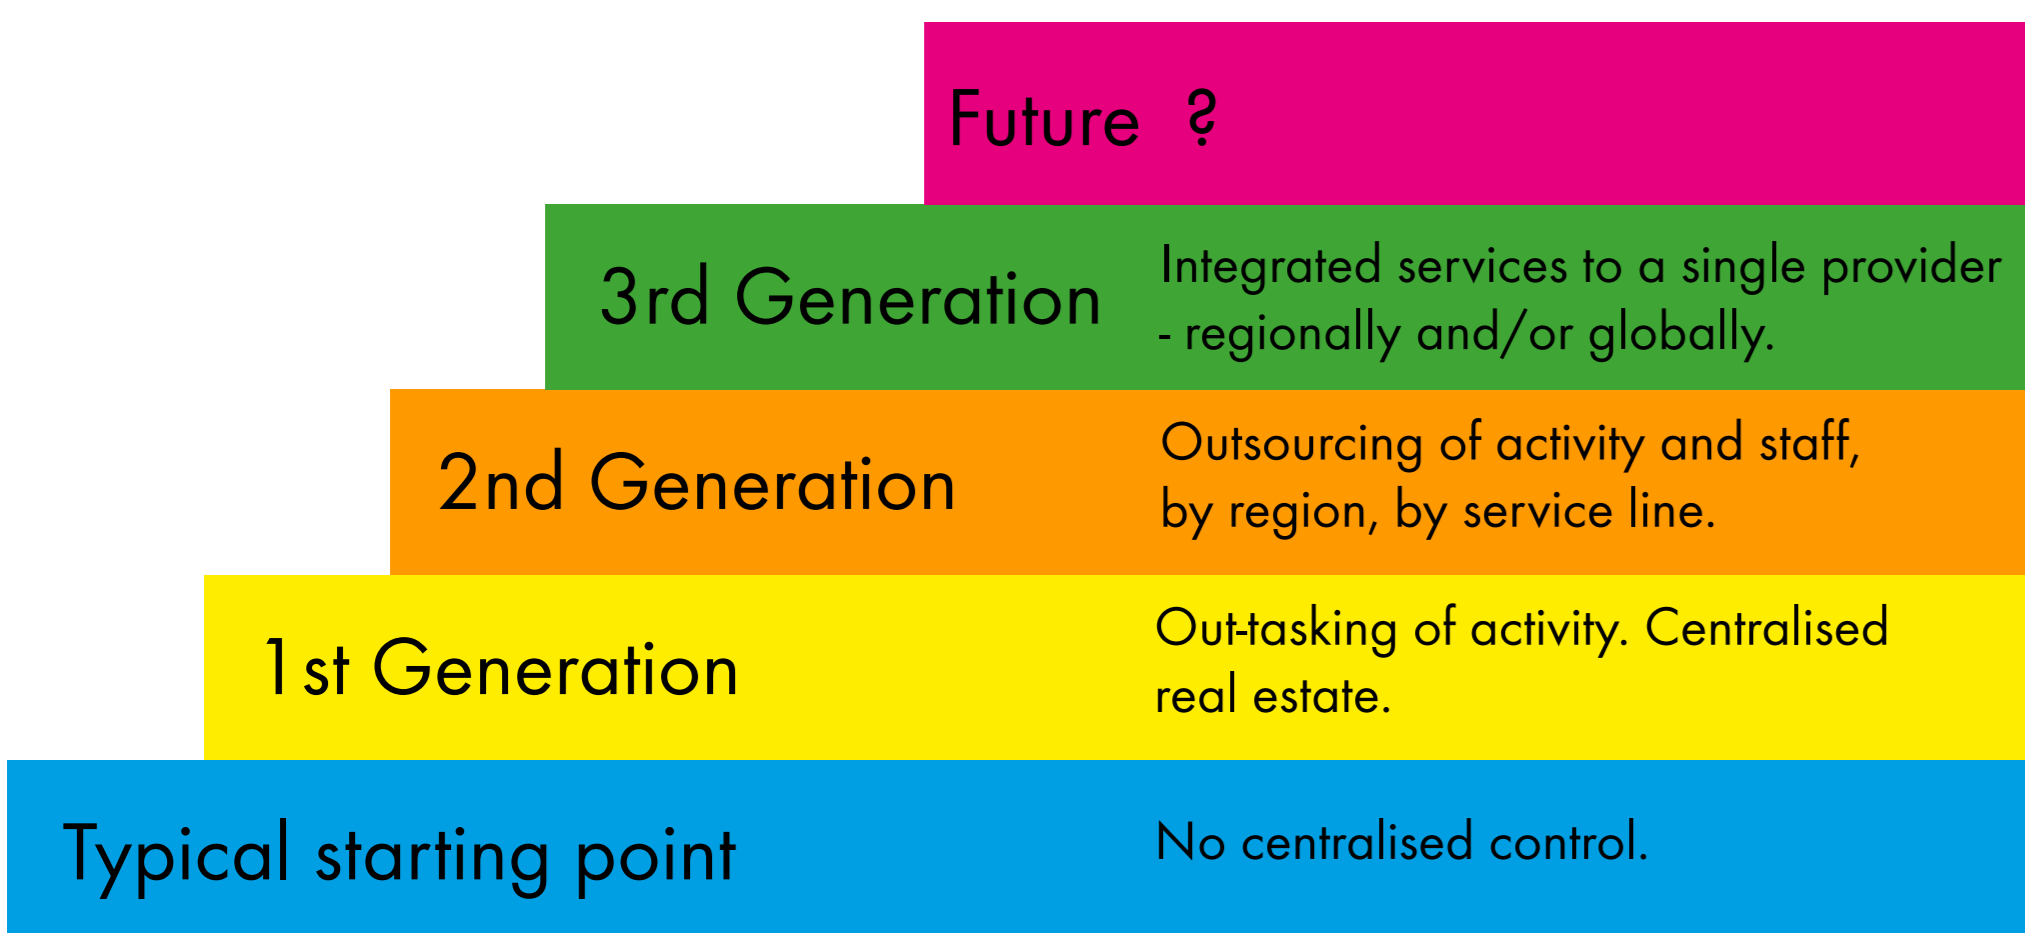 Future ?
3rd Generation
Integrated services to a single provider
- regionally and/or globally.
2nd Generation
Outsourcing of activity and staff,
by region, by service line.
1st Generation
Out-tasking of activity. Centralised
real estate.
Typical starting point
No centralised control.